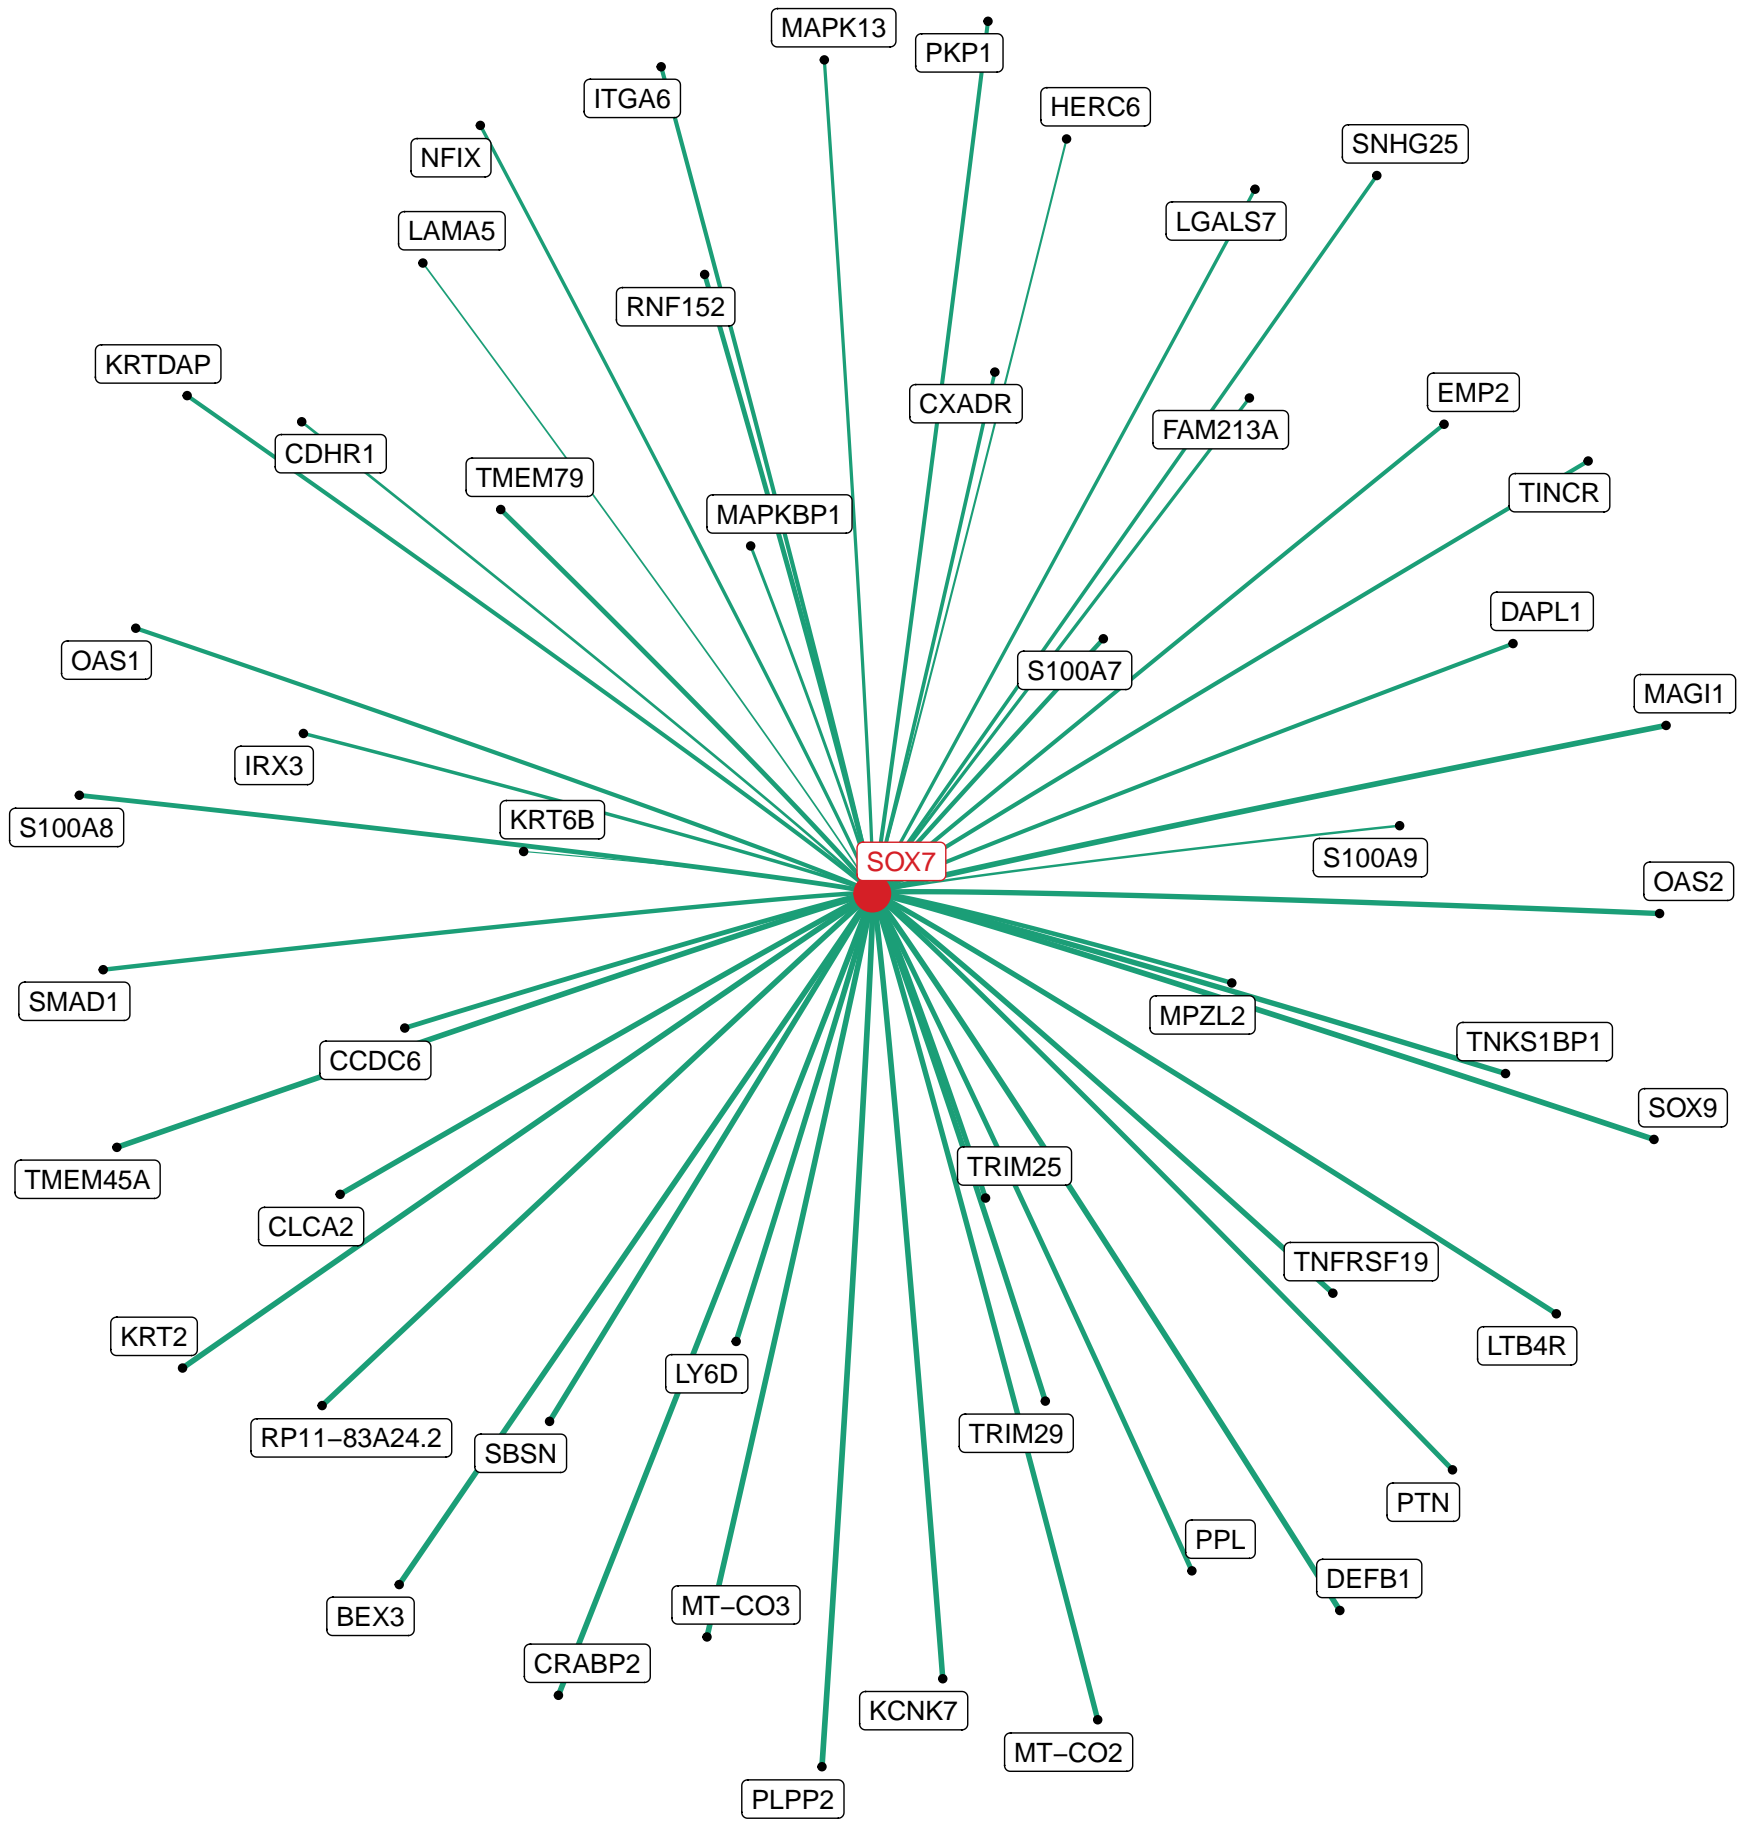 MAPK13
PKP1
ITGA6
HERC6
SNHG25
NFIX
LGALS7
LAMA5
RNF152
KRTDAP
EMP2
CXADR
FAM213A
CDHR1
TMEM79
TINCR
MAPKBP1
DAPL1
OAS1
S100A7
MAGI1
IRX3
KRT6B
S100A8
S100A9
SOX7
OAS2
SMAD1
MPZL2
TNKS1BP1
CCDC6
SOX9
TRIM25
TMEM45A
CLCA2
TNFRSF19
KRT2
LTB4R
LY6D
TRIM29
RP11−83A24.2
SBSN
PTN
PPL
DEFB1
MT−CO3
BEX3
CRABP2
KCNK7
MT−CO2
PLPP2